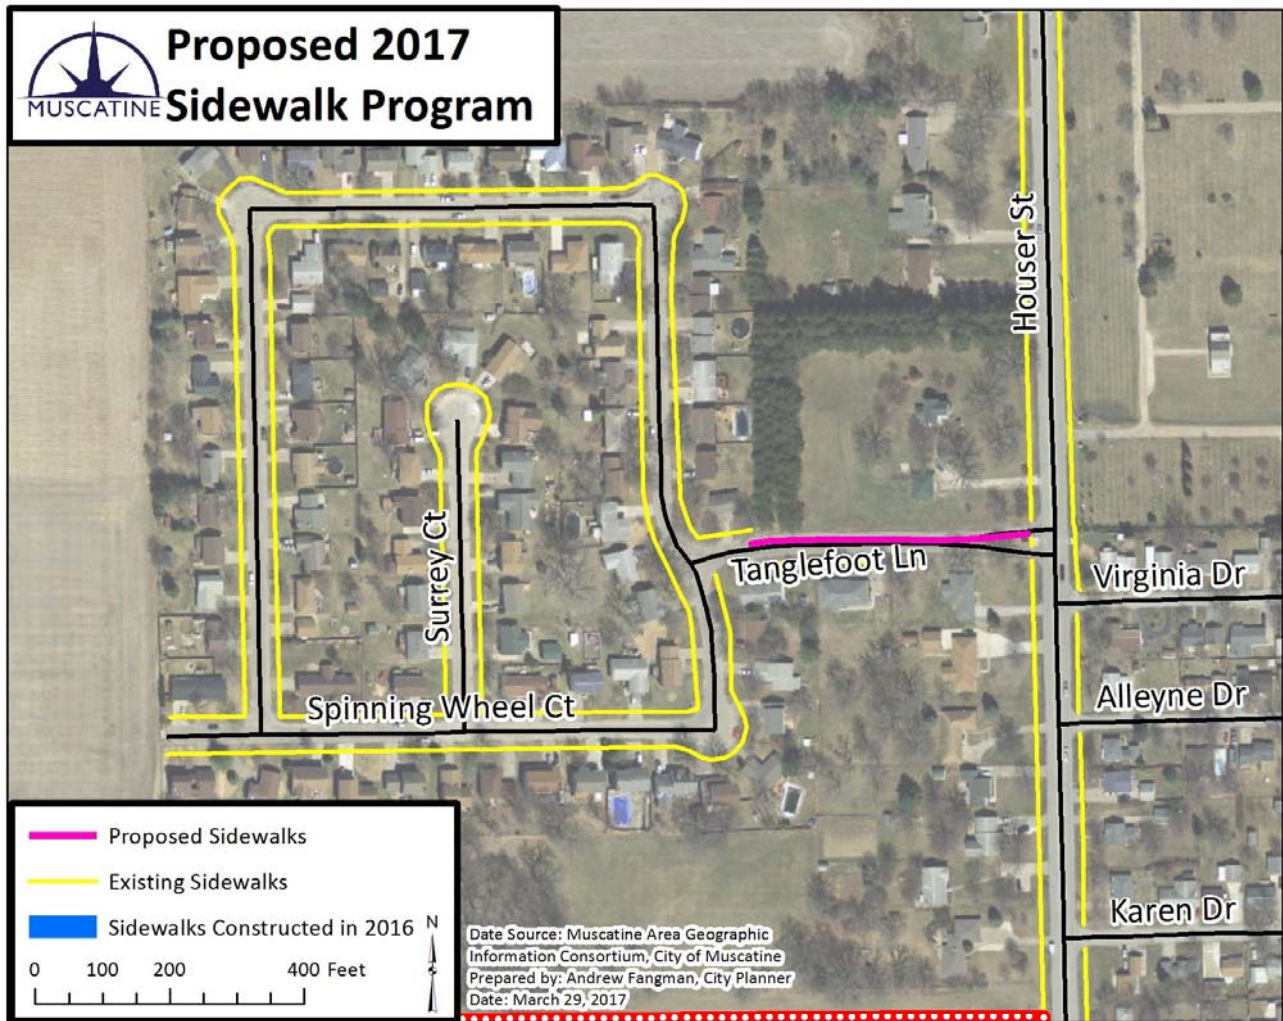 Proposed 2017
Sidewalk Program
MUSCATINE
Houser St
Surrey Ct
Tanglefoot Ln
Virginia Dr
Alleyne Dr
Spinning Wheel Ct
Karen Dr
Proposed Sidewalks
Existing Sidewalks
Sidewalks Constructed in 2016
N
0 100 200 400 Feet
Date Source: Muscatine Area Geographic
Information Consortium, City of Muscatine
Prepared by: Andrew Fangman, City Planner
Date: March 29, 2017